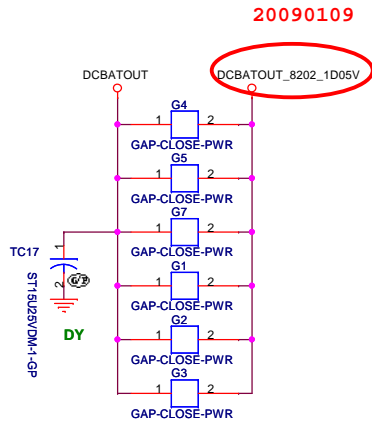 20090109
DCBATOUT
DCBATOUT_8202_1D05V
G4
1 2
GAP-CLOSE-PWR
G5
1 2
GAP-CLOSE-PWR
G7
1 2
GAP-CLOSE-PWR
G1
1 2
GAP-CLOSE-PWR
G2
1 2
GAP-CLOSE-PWR
G3
1 2
GAP-CLOSE-PWR
TC17
1
2
ST15U25VDM-1-GP
DY